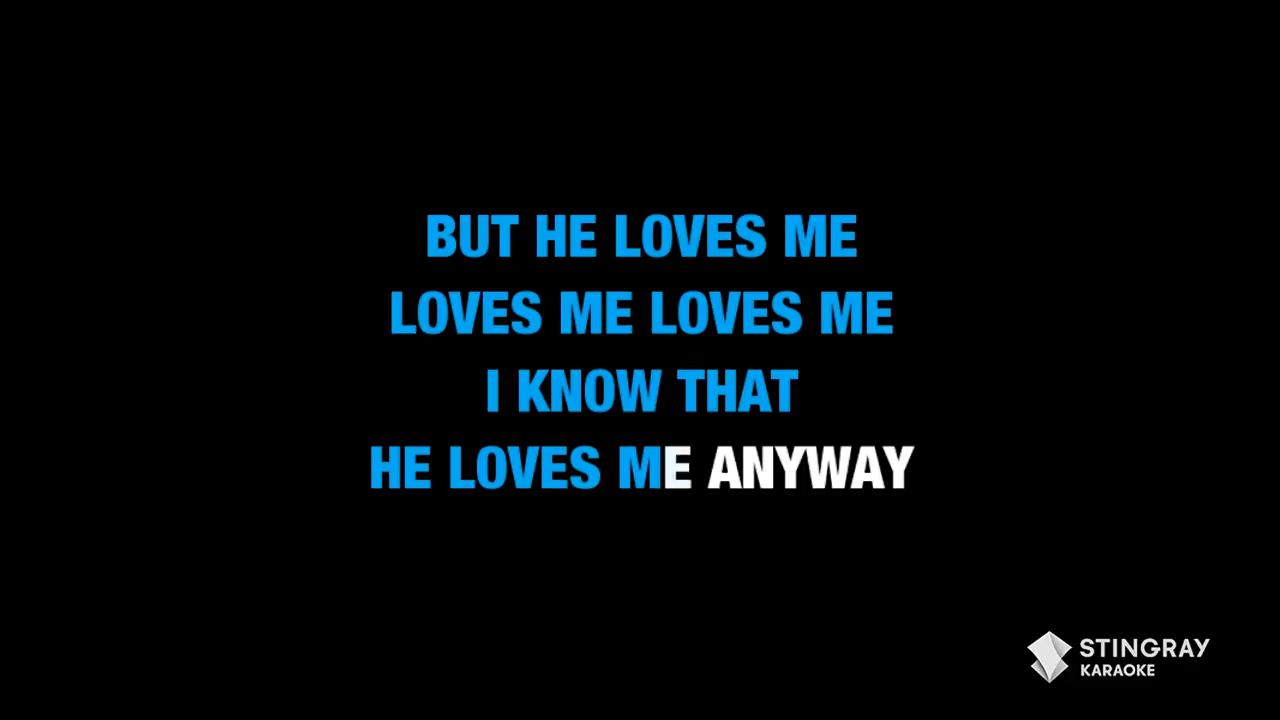 BUT HE LOVES ME
LOVES ME LOVES ME
I KNOW THAT
HE LOVES ME ANYWAY
STINGRAY
KARAOKE